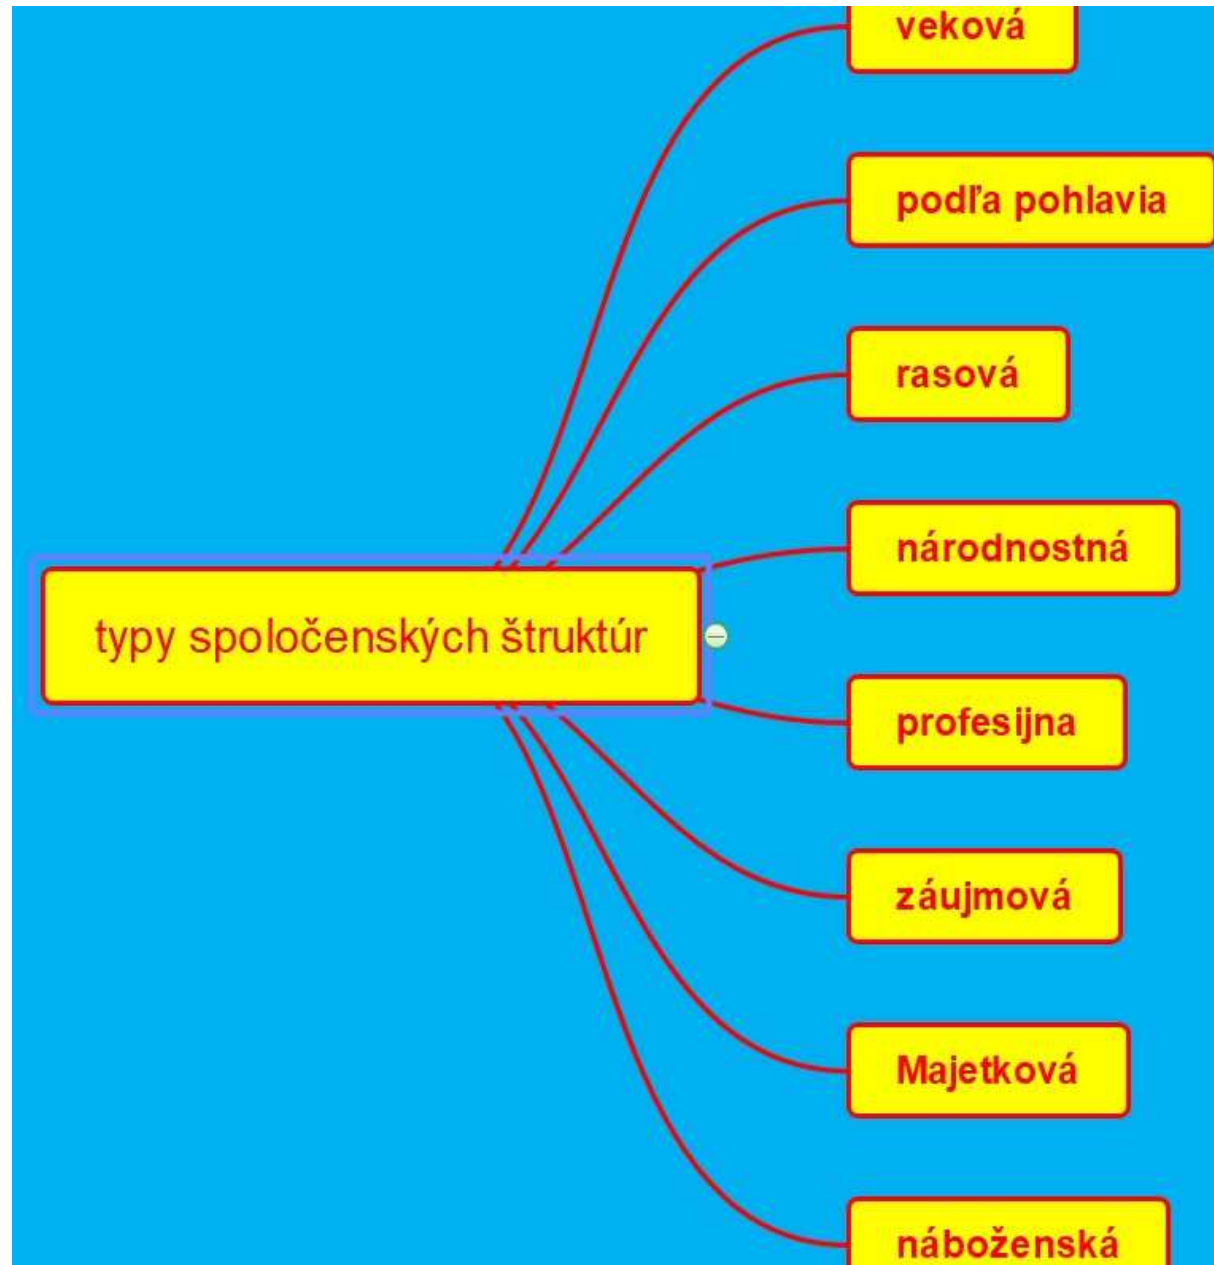 veková
podľa pohlavia
rasová
národnostná
typy spoločenských štruktúr
profesijna
záujmová
Majetková
náboženská